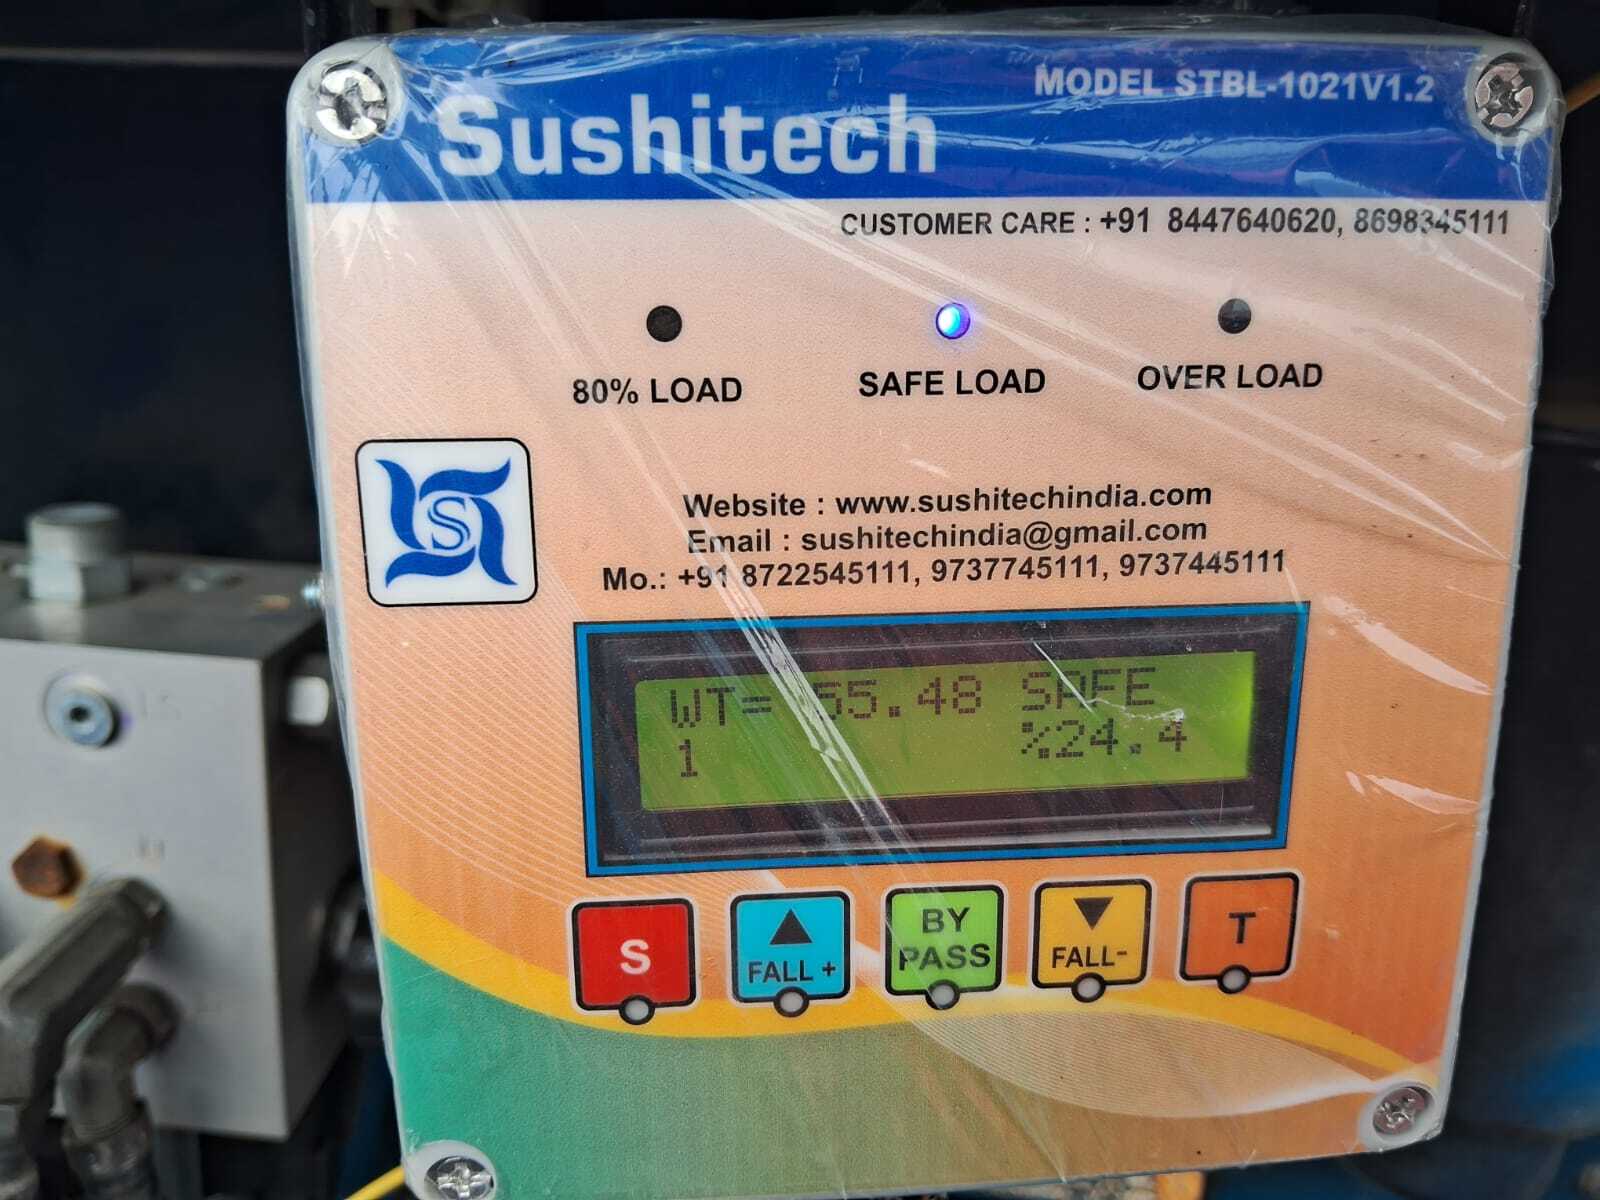 Sushitech
MODEL STBL-1021V1.2
CUSTOMER CARE : +91 8447640620, 8698345111
80% LOAD
SAFE LOAD
OVER LOAD
S
Website : www.sushitechindia.com
Email : sushitechindia@gmail.com
Mo.: +91 8722545111, 9737745111, 9737445111
WT= 55.48 SAFE
1 %24.4
S
FALL +
BY
PASS
FALL-
T